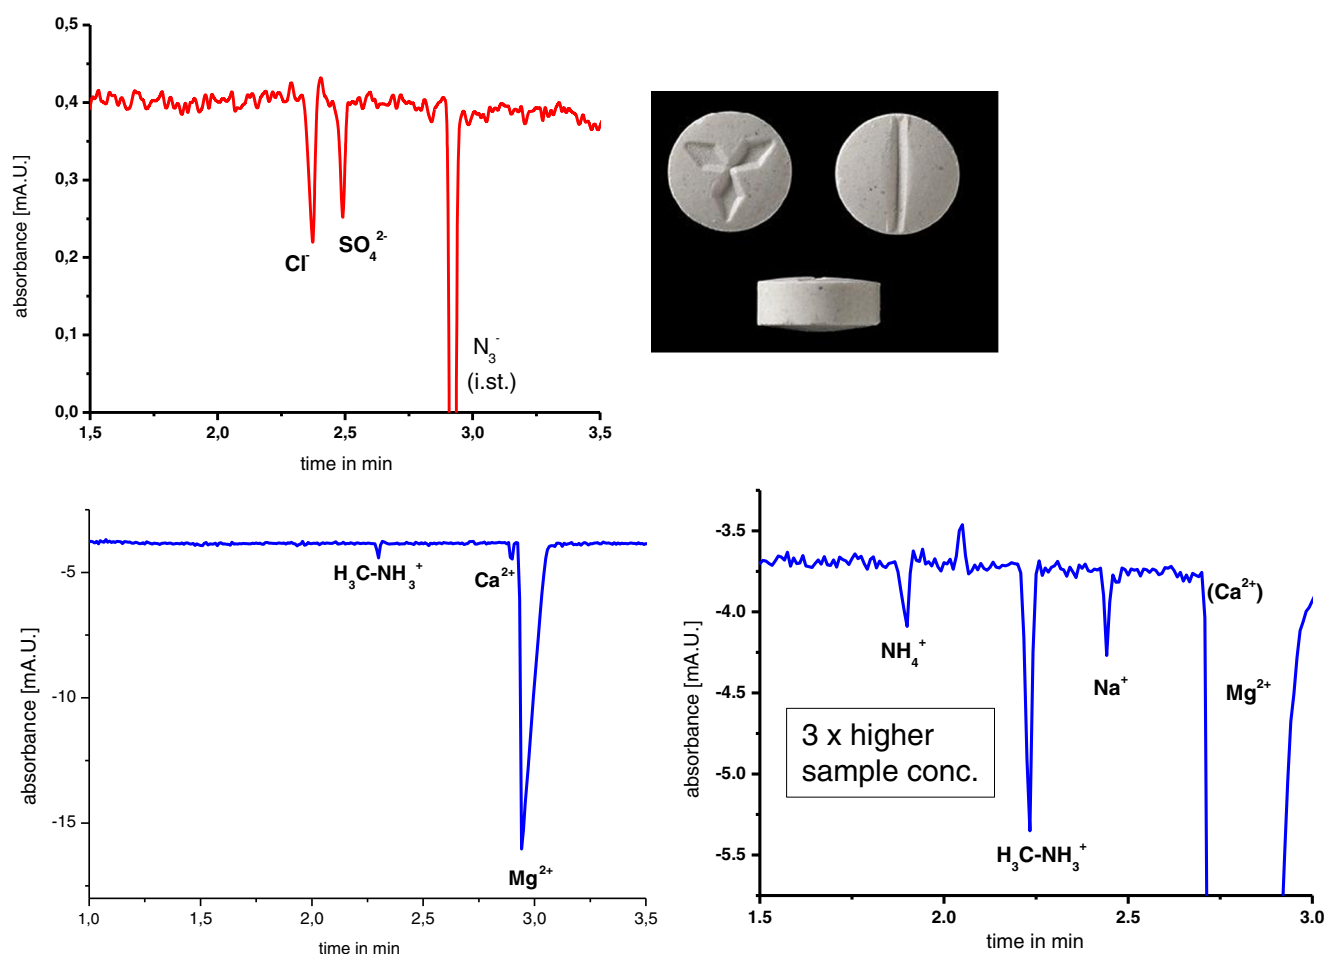 0,5
0,4
0,3
0,2
0,1
0,0
absorbance [mA.U.]
Cl⁻
SO₄²⁻
N₃⁻
(i.st.)
1,5 2,0 2,5 3,0 3,5
time in min
-5
-10
-15
absorbance [mA.U.]
H₃C-NH₃⁺
Ca²⁺
Mg²⁺
1,0 1,5 2,0 2,5 3,0 3,5
time in min
-3.5
-4.0
-4.5
-5.0
-5.5
absorbance [mA.U.]
(Ca²⁺)
NH₄⁺
Na⁺
Mg²⁺
3 x higher
sample conc.
H₃C-NH₃⁺
1.5 2.0 2.5 3.0
time in min